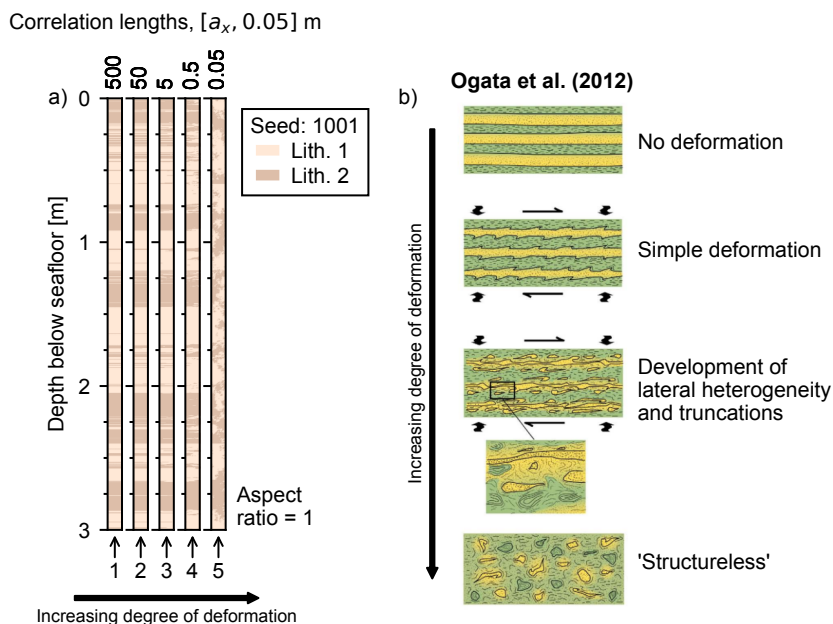 Correlation lengths, [aₓ, 0.05] m
500
50
5
0.5
0.05
a)
0
1
2
3
Depth below seafloor [m]
Seed: 1001
Lith. 1
Lith. 2
Aspect
ratio = 1
1
2
3
4
5
Increasing degree of deformation
Ogata et al. (2012)
b)
Increasing degree of deformation
No deformation
Simple deformation
Development of
lateral heterogeneity
and truncations
'Structureless'